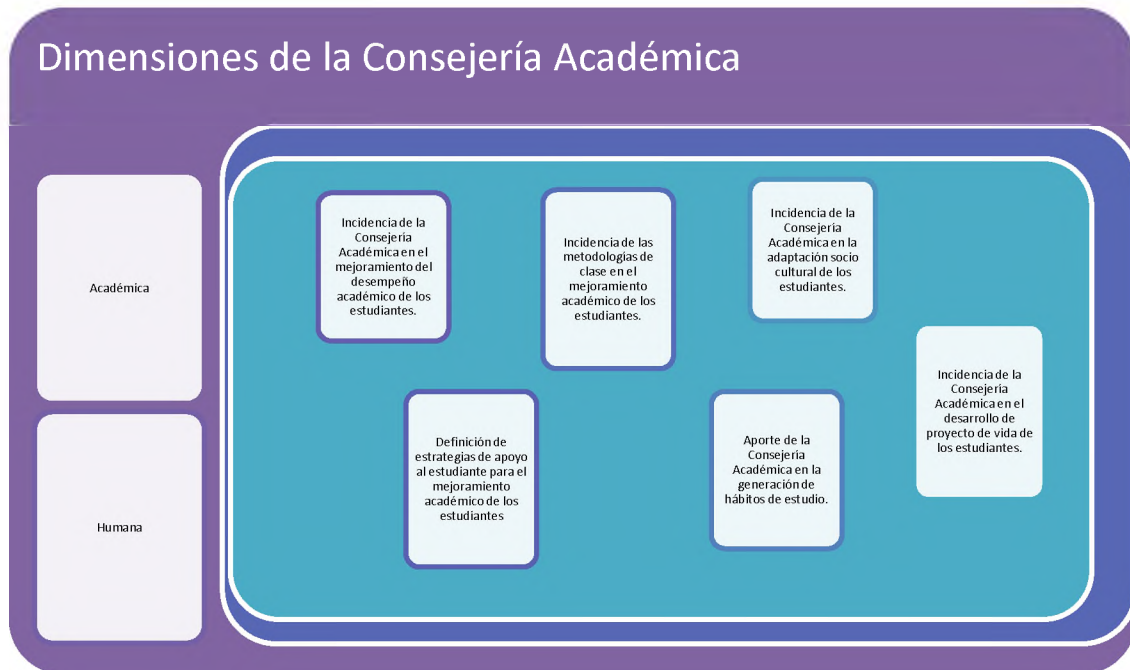 Dimensiones de la Consejería Académica
Académica
Humana
Incidencia de la
Consejería
Académica en el
mejoramiento del
desempeño
académico de los
estudiantes.
Incidencia de las
metodologías de
clase en el
mejoramiento
académico de los
estudiantes.
Incidencia de la
Consejería
Académica en la
adaptación socio
cultural de los
estudiantes.
Incidencia de la
Consejería
Académica en el
desarrollo de
proyecto de vida de
los estudiantes.
Definición de
estrategias de apoyo
al estudiante para el
mejoramiento
académico de los
estudiantes
Aporte de la
Consejería
Académica en la
generación de
hábitos de estudio.